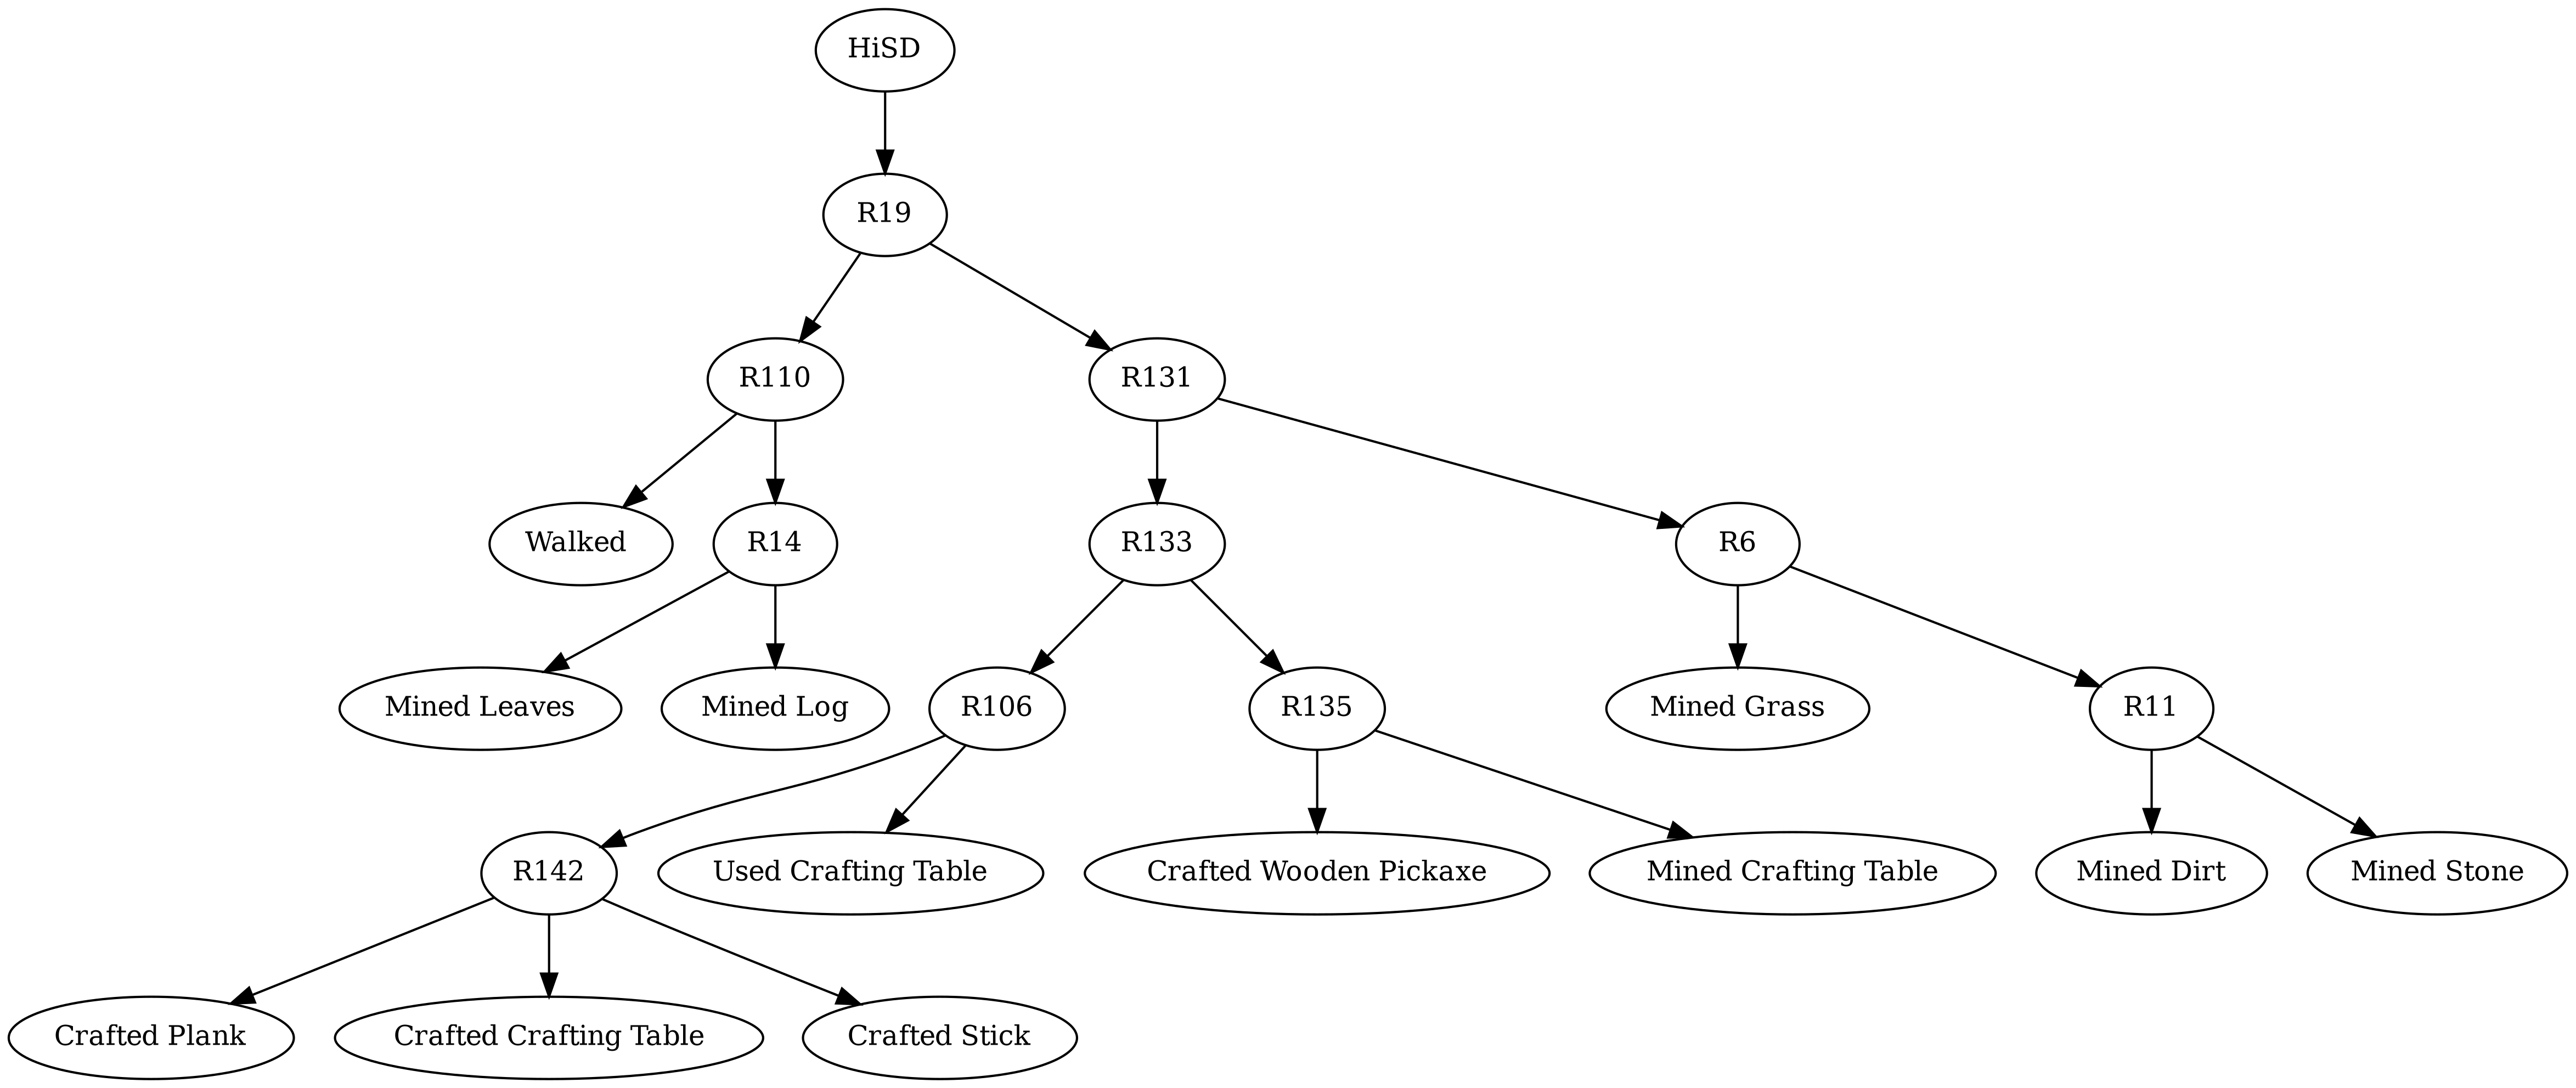 HiSD
R19
R110
R131
Walked
R14
R133
R6
Mined Leaves
Mined Log
R106
R135
Mined Grass
R11
R142
Used Crafting Table
Crafted Wooden Pickaxe
Mined Crafting Table
Mined Dirt
Mined Stone
Crafted Plank
Crafted Crafting Table
Crafted Stick